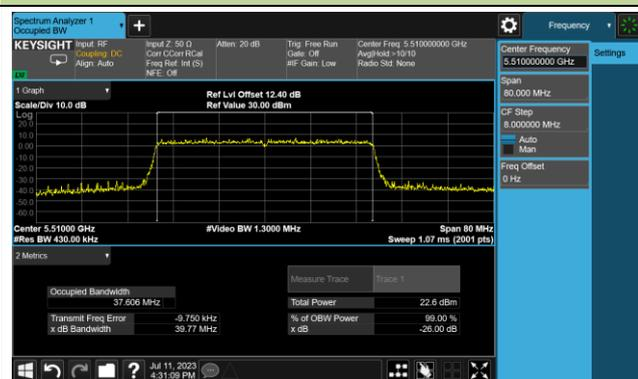 Spectrum Analyzer 1
Occupied BW
Frequency
KEYSIGHT
Input: RF
Coupling: DC
Align: Auto
Input Z: 50 Ω
Corr CCorr RCal
Freq Ref: Int (S)
NFE: Off
Atten: 20 dB
Trig: Free Run
Gate: Off
#IF Gain: Low
Center Freq: 5.510000000 GHz
Avg|Hold:>10/10
Radio Std: None
Center Frequency
5.510000000 GHz
Settings
Span
80.000 MHz
CF Step
8.000000 MHz
Auto
Man
Freq Offset
0 Hz
1 Graph
Scale/Div 10.0 dB
Ref Lvl Offset 12.40 dB
Ref Value 30.00 dBm
Log
20.0
10.0
0.00
-10.0
-20.0
-30.0
-40.0
-50.0
-60.0
Center 5.51000 GHz
#Res BW 430.00 kHz
#Video BW 1.3000 MHz
Span 80 MHz
Sweep 1.07 ms (2001 pts)
2 Metrics
Measure Trace
Trace 1
Occupied Bandwidth
37.606 MHz
Total Power
22.6 dBm
Transmit Freq Error
-9.750 kHz
% of OBW Power
99.00 %
x dB Bandwidth
39.77 MHz
x dB
-26.00 dB
Jul 11, 2023
4:31:09 PM